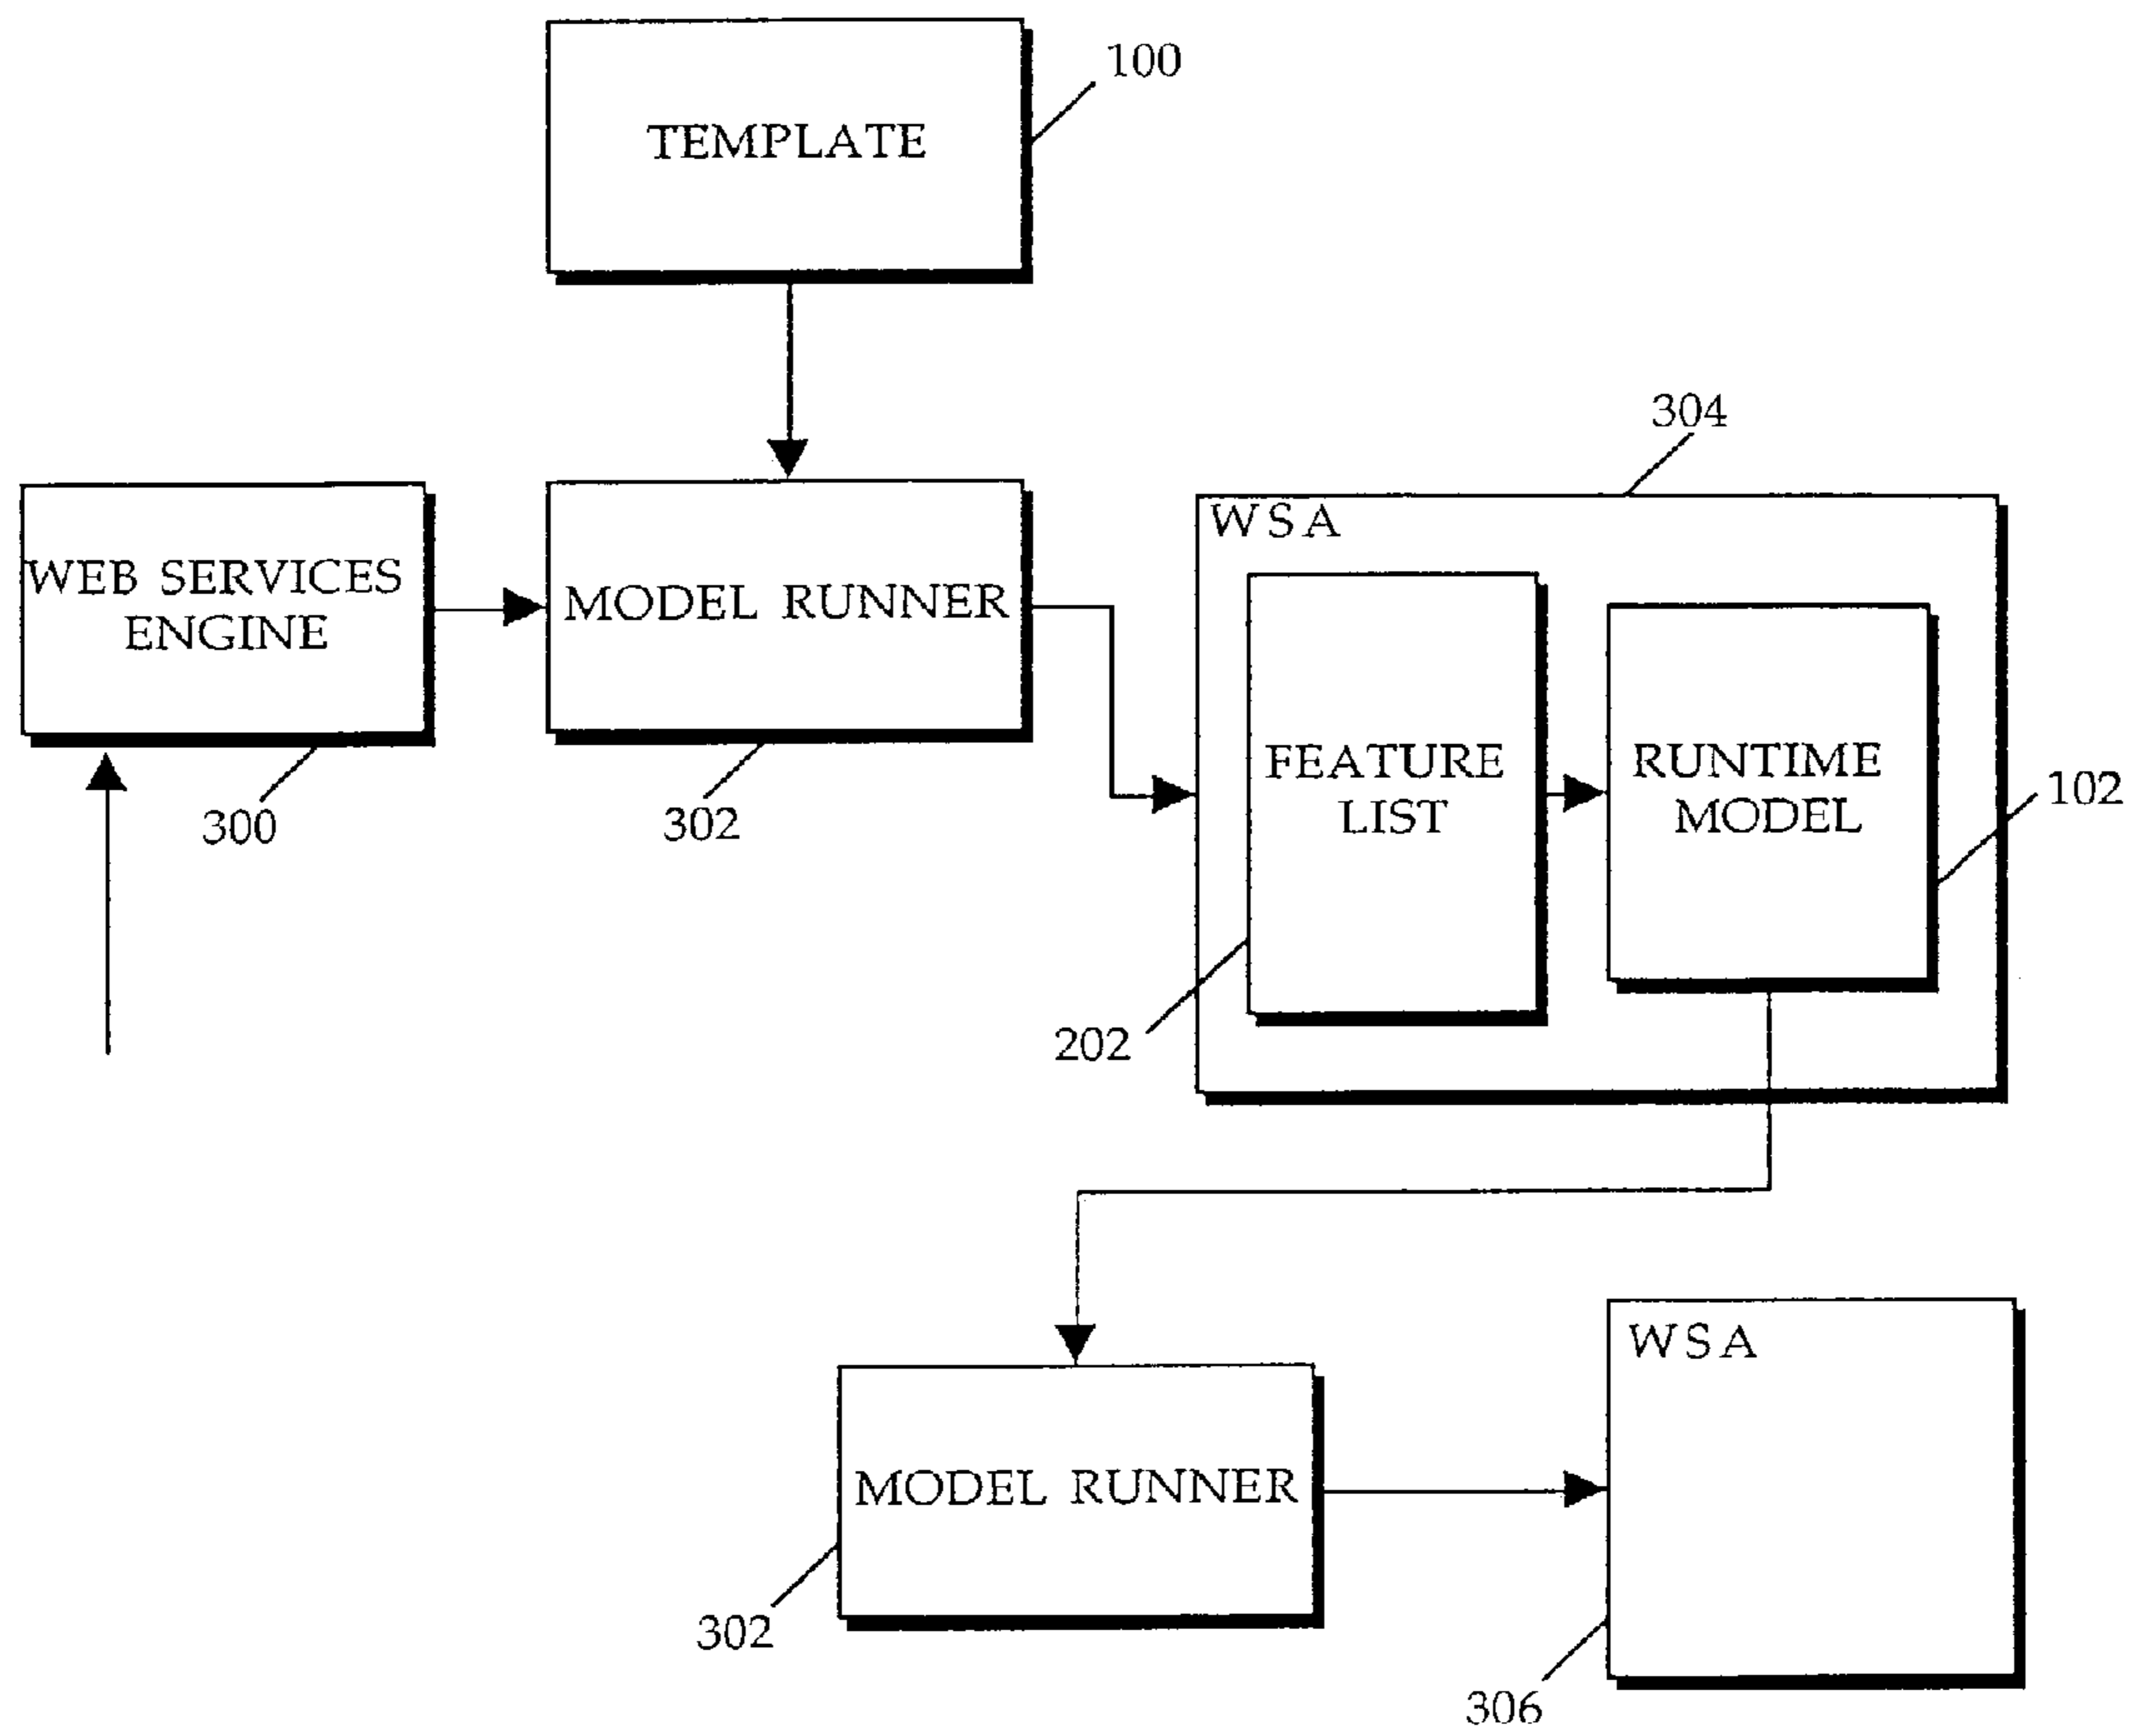 100
TEMPLATE
304
WSA
WEB SERVICES
ENGINE
MODEL RUNNER
FEATURE
LIST
RUNTIME
MODEL
102
300
302
202
WSA
MODEL RUNNER
302
306